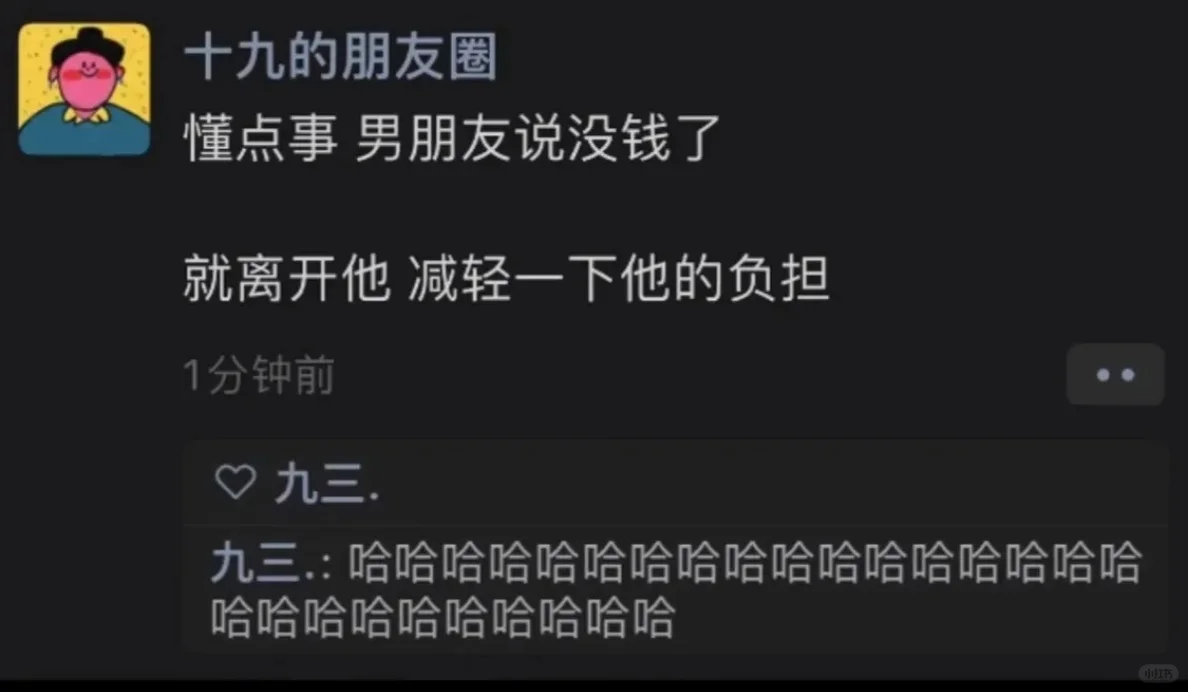 十九的朋友圈
懂点事 男朋友说没钱了
就离开他 减轻一下他的负担
1分钟前
九三.
九三.: 哈哈哈哈哈哈哈哈哈哈哈哈哈哈哈哈哈
哈哈哈哈哈哈哈哈哈哈
小红书